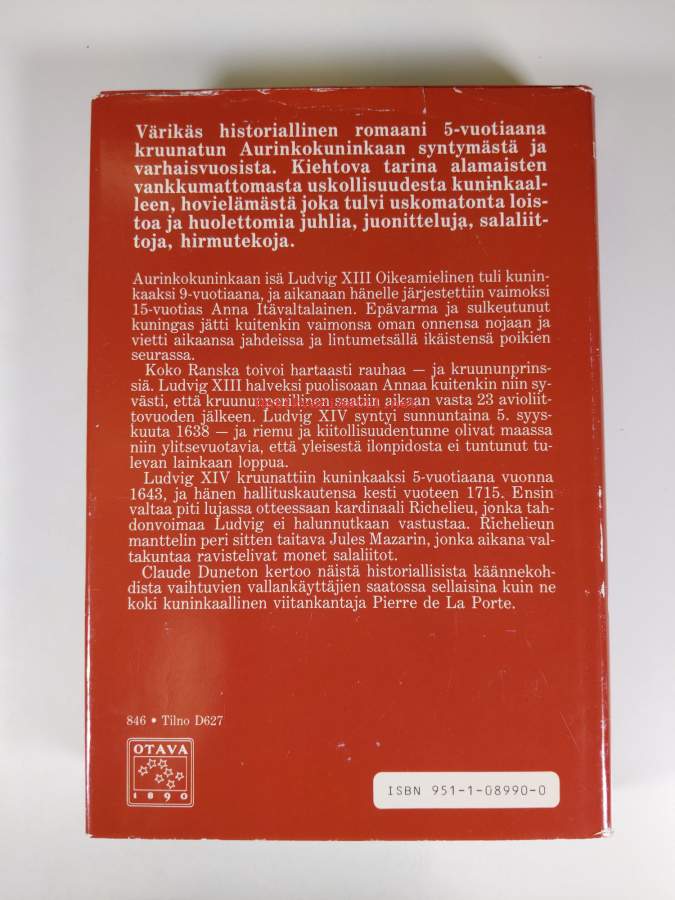 Värikäs historiallinen romaani 5-vuotiaana
kruunatun Aurinkokuninkaan syntymästä ja
varhaisvuosista. Kiehtova tarina alamaisten
vankkumattomasta uskollisuudesta kuninkaal-
leen, hovielämästä joka tulvi uskomatonta lois-
toa ja huolettomia juhlia, juonitteluja, salaliit-
toja, hirmutekoja.
Aurinkokuninkaan isä Ludvig XIII Oikeamielinen tuli kunin-
kaaksi 9-vuotiaana, ja aikanaan hänelle järjestettiin vaimoksi
15-vuotias Anna Itävaltalainen. Epävarma ja sulkeutunut
kuningas jätti kuitenkin vaimonsa oman onnensa nojaan ja
vietti aikaansa jahdeissa ja lintumetsällä ikäistensä poikien
seurassa.
Koko Ranska toivoi hartaasti rauhaa — ja kruununprins-
siä. Ludvig XIII halveksi puolisoaan Annaa kuitenkin niin sy-
västi, että kruununperillinen saatiin aikaan vasta 23 avioliit-
tovuoden jälkeen. Ludvig XIV syntyi sunnuntaina 5. syys-
kuuta 1638 — ja riemu ja kiitollisuudentunne olivat maassa
niin ylitsevuotavia, että yleisestä ilonpidosta ei tuntunut tu-
levan lainkaan loppua.
Ludvig XIV kruunattiin kuninkaaksi 5-vuotiaana vuonna
1643, ja hänen hallituskautensa kesti vuoteen 1715. Ensin
valtaa piti lujassa otteessaan kardinaali Richelieu, jonka tah-
donvoimaa Ludvig ei halunnutkaan vastustaa. Richelieun
manttelin peri sitten taitava Jules Mazarin, jonka aikana val-
takuntaa ravistelivat monet salaliitot.
Claude Duneton kertoo näistä historiallisista käännekoh-
dista vaihtuvien vallankäyttäjien saatossa sellaisina kuin ne
koki kuninkaallinen viitankantaja Pierre de La Porte.
846 • Tilno D627
OTAVA
1890
ISBN 951-1-08990-0